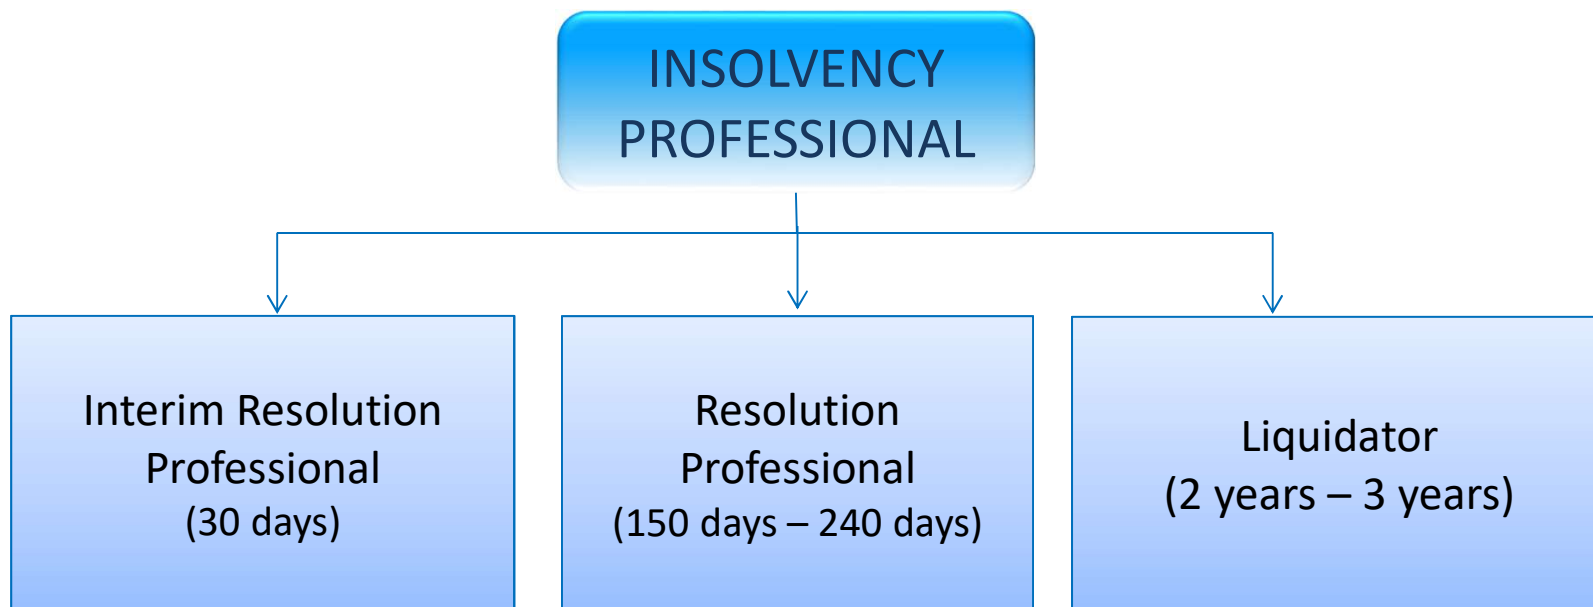 INSOLVENCY
PROFESSIONAL
Interim Resolution
Professional
(30 days)
Resolution
Professional
(150 days – 240 days)
Liquidator
(2 years – 3 years)